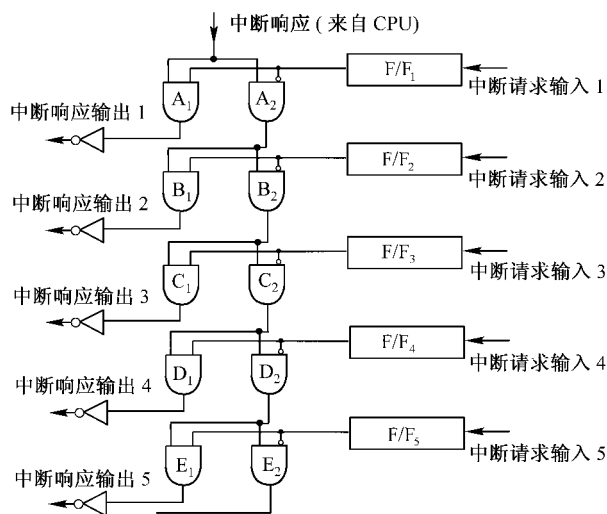 中断响应 ( 来自 CPU)
A₁
A₂
F/F₁
中断请求输入 1
中断响应输出 1
B₁
B₂
F/F₂
中断请求输入 2
中断响应输出 2
C₁
C₂
F/F₃
中断请求输入 3
中断响应输出 3
D₁
D₂
F/F₄
中断请求输入 4
中断响应输出 4
E₁
E₂
F/F₅
中断请求输入 5
中断响应输出 5